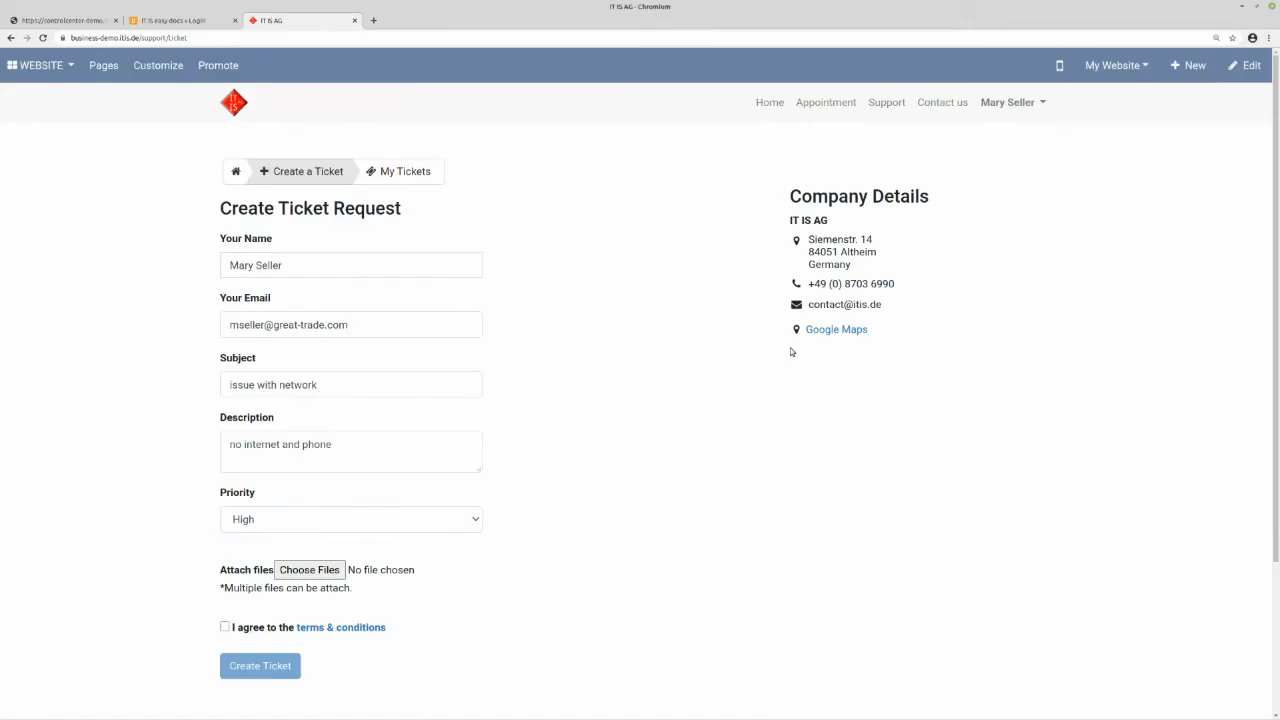 IT IS AG - Chromium
https://controlcenter-demo.i
IT IS easy docs » Login
IT IS AG
business-demo.itis.de/support/ticket
WEBSITE Pages Customize Promote My Website New Edit
IT IS
Home Appointment Support Contact us Mary Seller
Create a Ticket My Tickets
Create Ticket Request
Your Name
Mary Seller
Your Email
mseller@great-trade.com
Subject
issue with network
Description
no internet and phone
Priority
High
Attach files Choose Files No file chosen
*Multiple files can be attach.
I agree to the terms & conditions
Create Ticket
Company Details
IT IS AG
Siemenstr. 14
84051 Altheim
Germany
+49 (0) 8703 6990
contact@itis.de
Google Maps